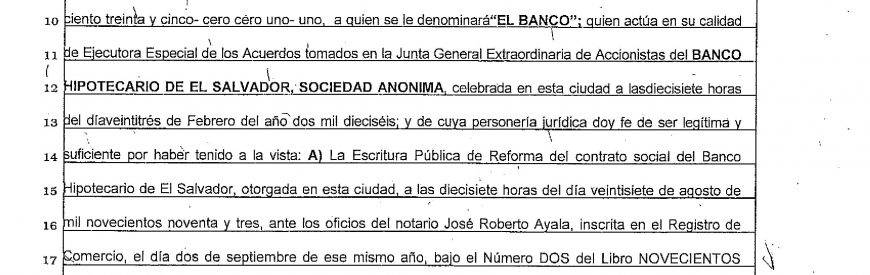 10 ciento treinta y cinco- cero cero uno- uno, a quien se le denominará"EL BANCO"; quien actúa en su calidad
11 de Ejecutora Especial de los Acuerdos tomados en la Junta General Extraordinaria de Accionistas del BANCO
12 HIPOTECARIO DE EL SALVADOR, SOCIEDAD ANONIMA, celebrada en esta ciudad a lasdiecisiete horas
13 del díaveintitrés de Febrero del año dos mil dieciséis; y de cuya personería jurídica doy fe de ser legítima y
14 suficiente por haber tenido a la vista: A) La Escritura Pública de Reforma del contrato social del Banco
15 Hipotecario de El Salvador, otorgada en esta ciudad, a las diecisiete horas del día veintisiete de agosto de
16 mil novecientos noventa y tres, ante los oficios del notario José Roberto Ayala, inscrita en el Registro de
17 Comercio, el día dos de septiembre de ese mismo año, bajo el Número DOS del Libro NOVECIENTOS